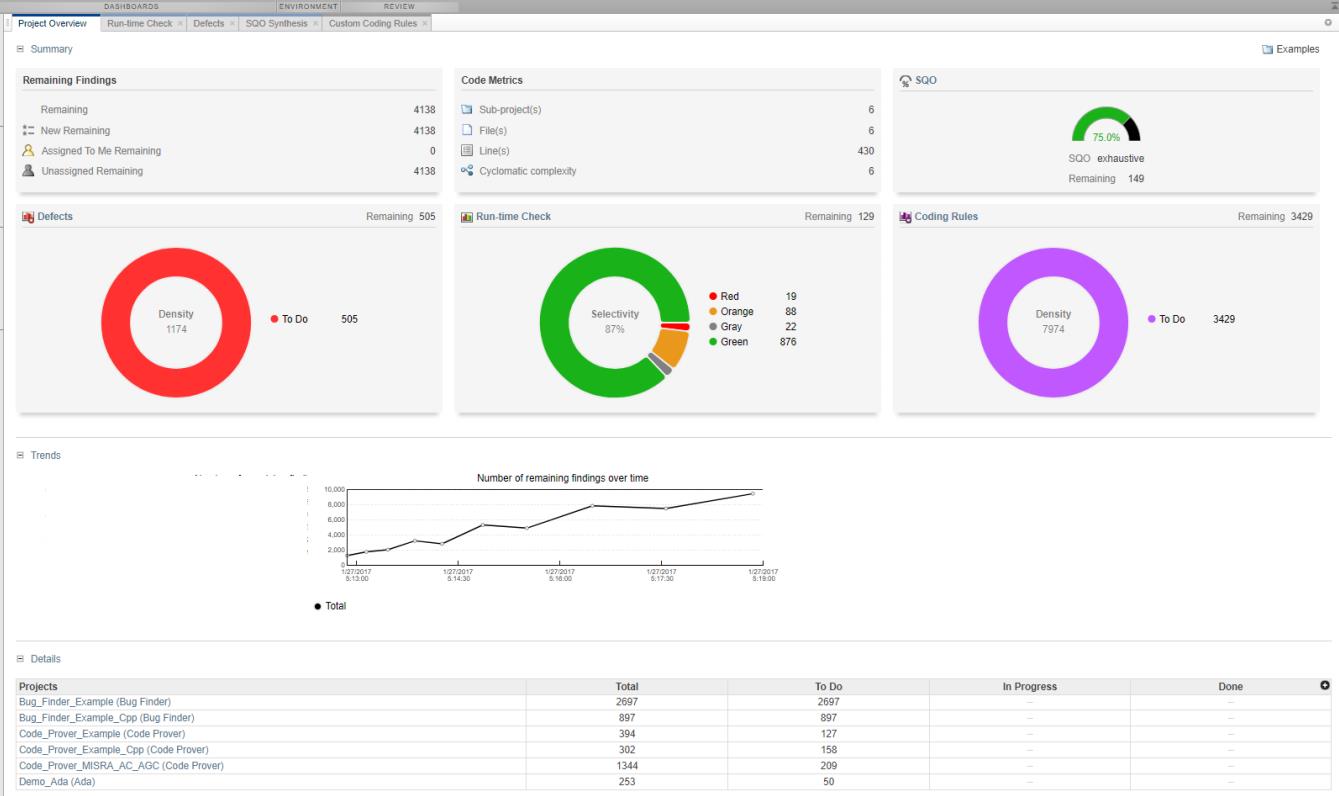 DASHBOARDS ENVIRONMENT REVIEW
Project Overview Run-time Check × Defects × SQO Synthesis × Custom Coding Rules ×
Summary Examples
Remaining Findings
Remaining 4138
New Remaining 4138
Assigned To Me Remaining 0
Unassigned Remaining 4138
Code Metrics
Sub-project(s) 6
File(s) 6
Line(s) 430
Cyclomatic complexity 6
% SQO
75.0%
SQO exhaustive
Remaining 149
Defects Remaining 505
Density
1174
To Do 505
Run-time Check Remaining 129
Selectivity
87%
Red 19
Orange 88
Gray 22
Green 876
Coding Rules Remaining 3429
Density
7974
To Do 3429
Trends
Number of remaining findings over time
10,000
8,000
6,000
4,000
2,000
0
1/27/2017 1/27/2017 1/27/2017 1/27/2017 1/27/2017
5:13:00 5:14:30 5:16:00 5:17:30 5:19:00
Total
Details
Projects Total To Do In Progress Done
Bug_Finder_Example (Bug Finder) 2697 2697 -- --
Bug_Finder_Example_Cpp (Bug Finder) 897 897 -- --
Code_Prover_Example (Code Prover) 394 127 -- --
Code_Prover_Example_Cpp (Code Prover) 302 158 -- --
Code_Prover_MISRA_AC_AGC (Code Prover) 1344 209 -- --
Demo_Ada (Ada) 253 50 -- --